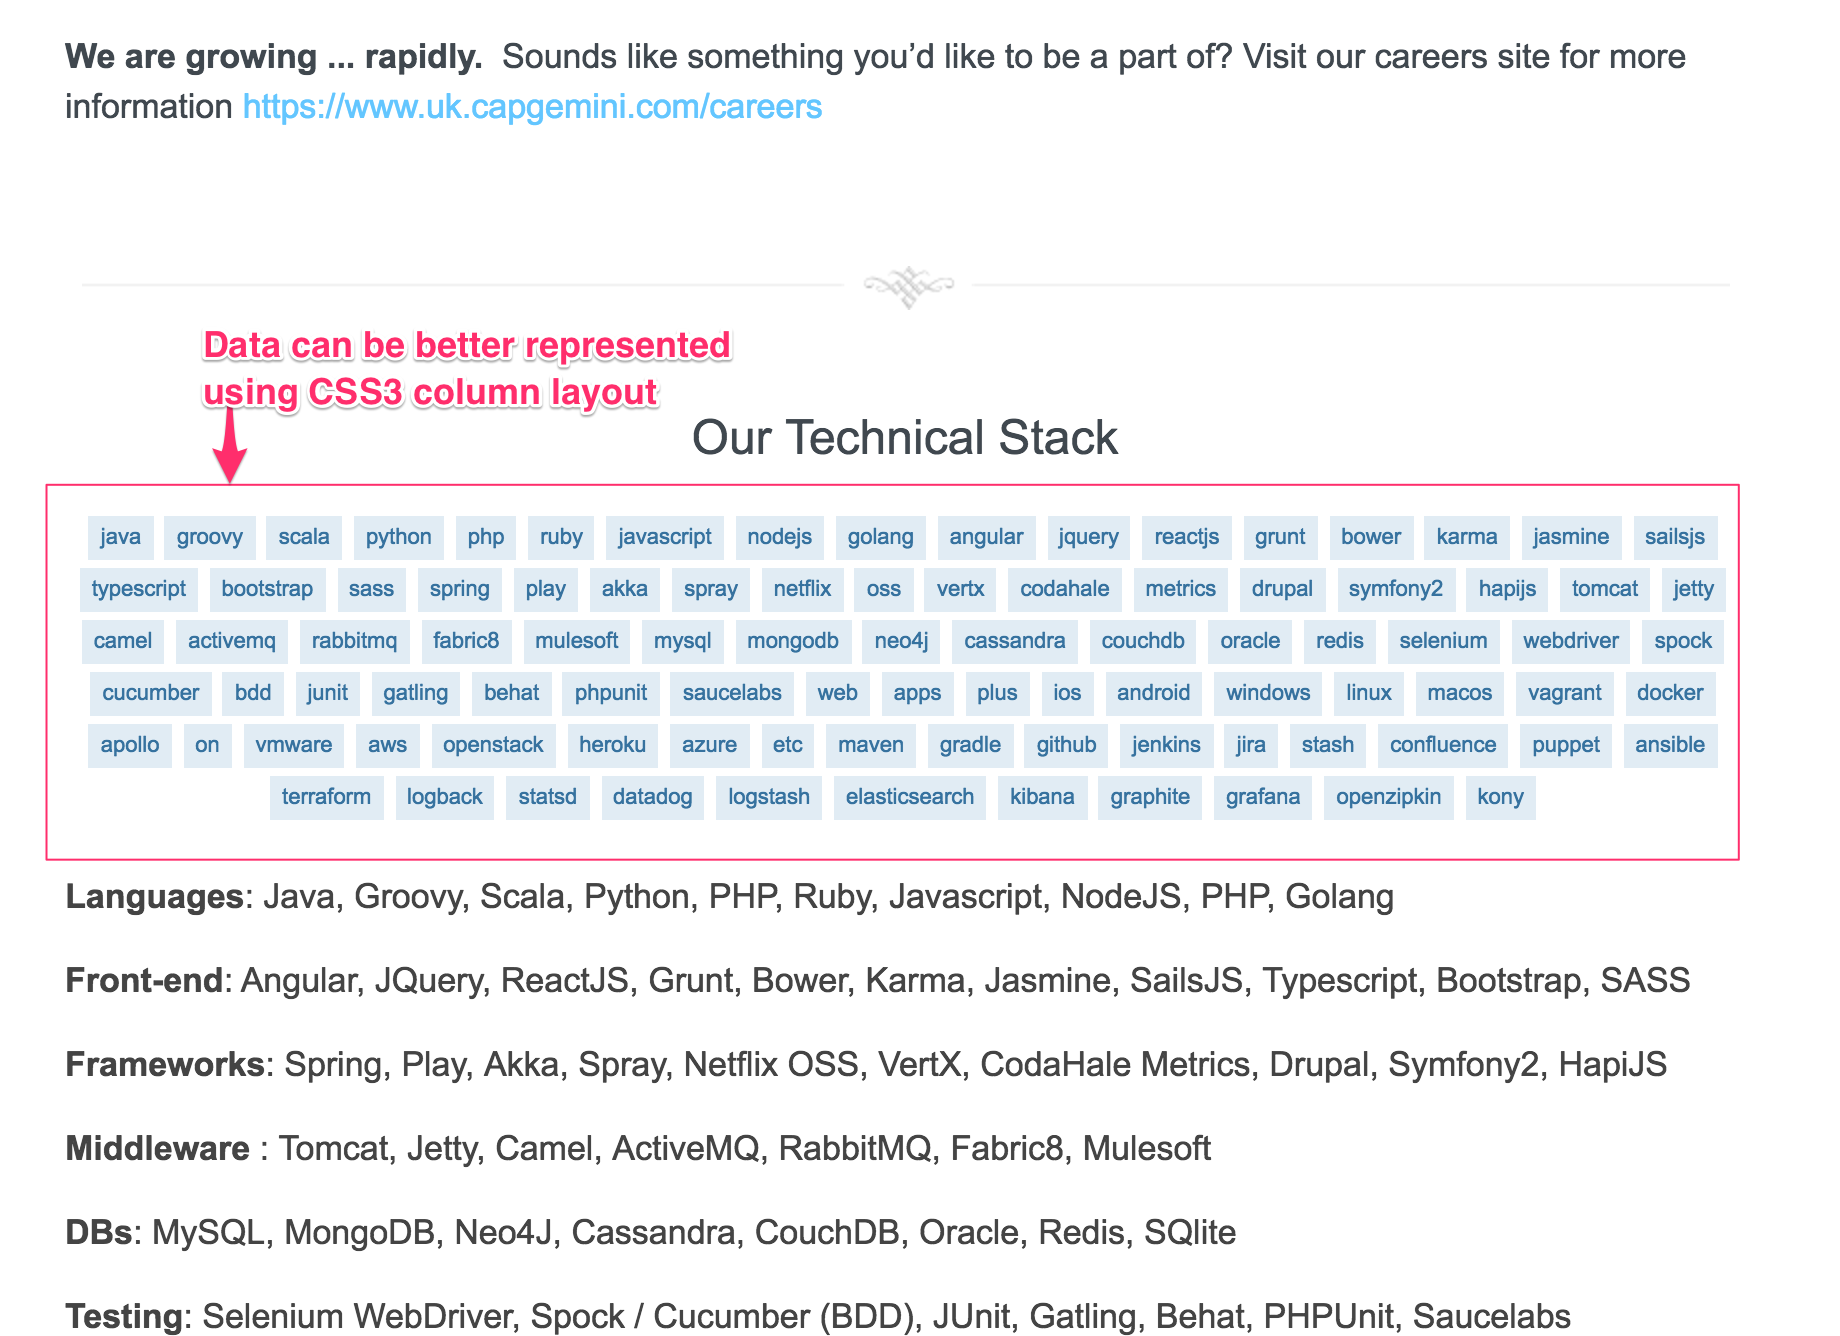 We are growing ... rapidly.  Sounds like something you’d like to be a part of? Visit our careers site for more
information https://www.uk.capgemini.com/careers
Data can be better represented
using CSS3 column layout
Our Technical Stack
java groovy scala python php ruby javascript nodejs golang angular jquery reactjs grunt bower karma jasmine sailsjs
typescript bootstrap sass spring play akka spray netflix oss vertx codahale metrics drupal symfony2 hapijs tomcat jetty
camel activemq rabbitmq fabric8 mulesoft mysql mongodb neo4j cassandra couchdb oracle redis selenium webdriver spock
cucumber bdd junit gatling behat phpunit saucelabs web apps plus ios android windows linux macos vagrant docker
apollo on vmware aws openstack heroku azure etc maven gradle github jenkins jira stash confluence puppet ansible
terraform logback statsd datadog logstash elasticsearch kibana graphite grafana openzipkin kony
Languages: Java, Groovy, Scala, Python, PHP, Ruby, Javascript, NodeJS, PHP, Golang
Front-end: Angular, JQuery, ReactJS, Grunt, Bower, Karma, Jasmine, SailsJS, Typescript, Bootstrap, SASS
Frameworks: Spring, Play, Akka, Spray, Netflix OSS, VertX, CodaHale Metrics, Drupal, Symfony2, HapiJS
Middleware : Tomcat, Jetty, Camel, ActiveMQ, RabbitMQ, Fabric8, Mulesoft
DBs: MySQL, MongoDB, Neo4J, Cassandra, CouchDB, Oracle, Redis, SQlite
Testing: Selenium WebDriver, Spock / Cucumber (BDD), JUnit, Gatling, Behat, PHPUnit, Saucelabs